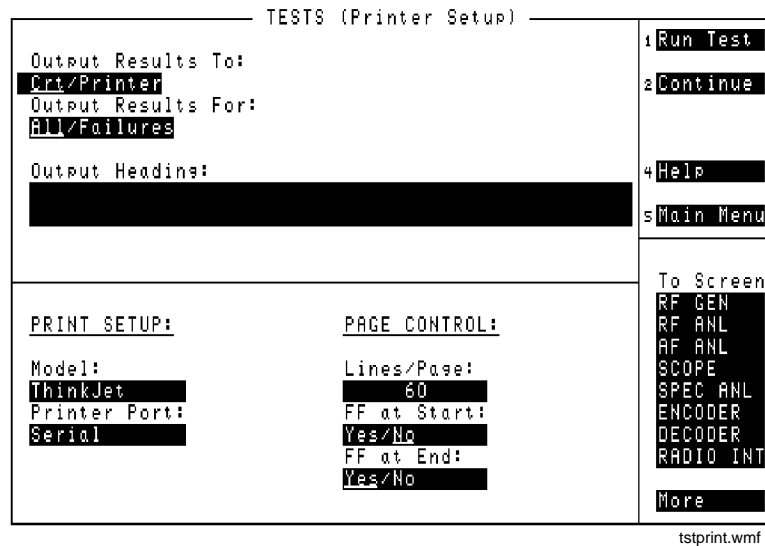 TESTS (Printer Setup)
Output Results To:
Crt/Printer
Output Results For:
All/Failures
Output Heading:
PRINT SETUP:
Model:
ThinkJet
Printer Port:
Serial
PAGE CONTROL:
Lines/Page:
60
FF at Start:
Yes/No
FF at End:
Yes/No
1 Run Test
2 Continue
4 Help
5 Main Menu
To Screen
RF GEN
RF ANL
AF ANL
SCOPE
SPEC ANL
ENCODER
DECODER
RADIO INT
More
tstprint.wmf